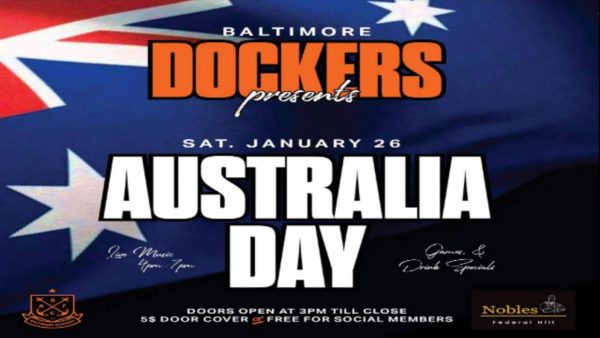 BALTIMORE
DOCKERS
presents
SAT. JANUARY 26
AUSTRALIA
DAY
Live Music
4pm-7pm
Games, &
Drink Specials
DOORS OPEN AT 3PM TILL CLOSE
5$ DOOR COVER or FREE FOR SOCIAL MEMBERS
Nobles
Federal Hill